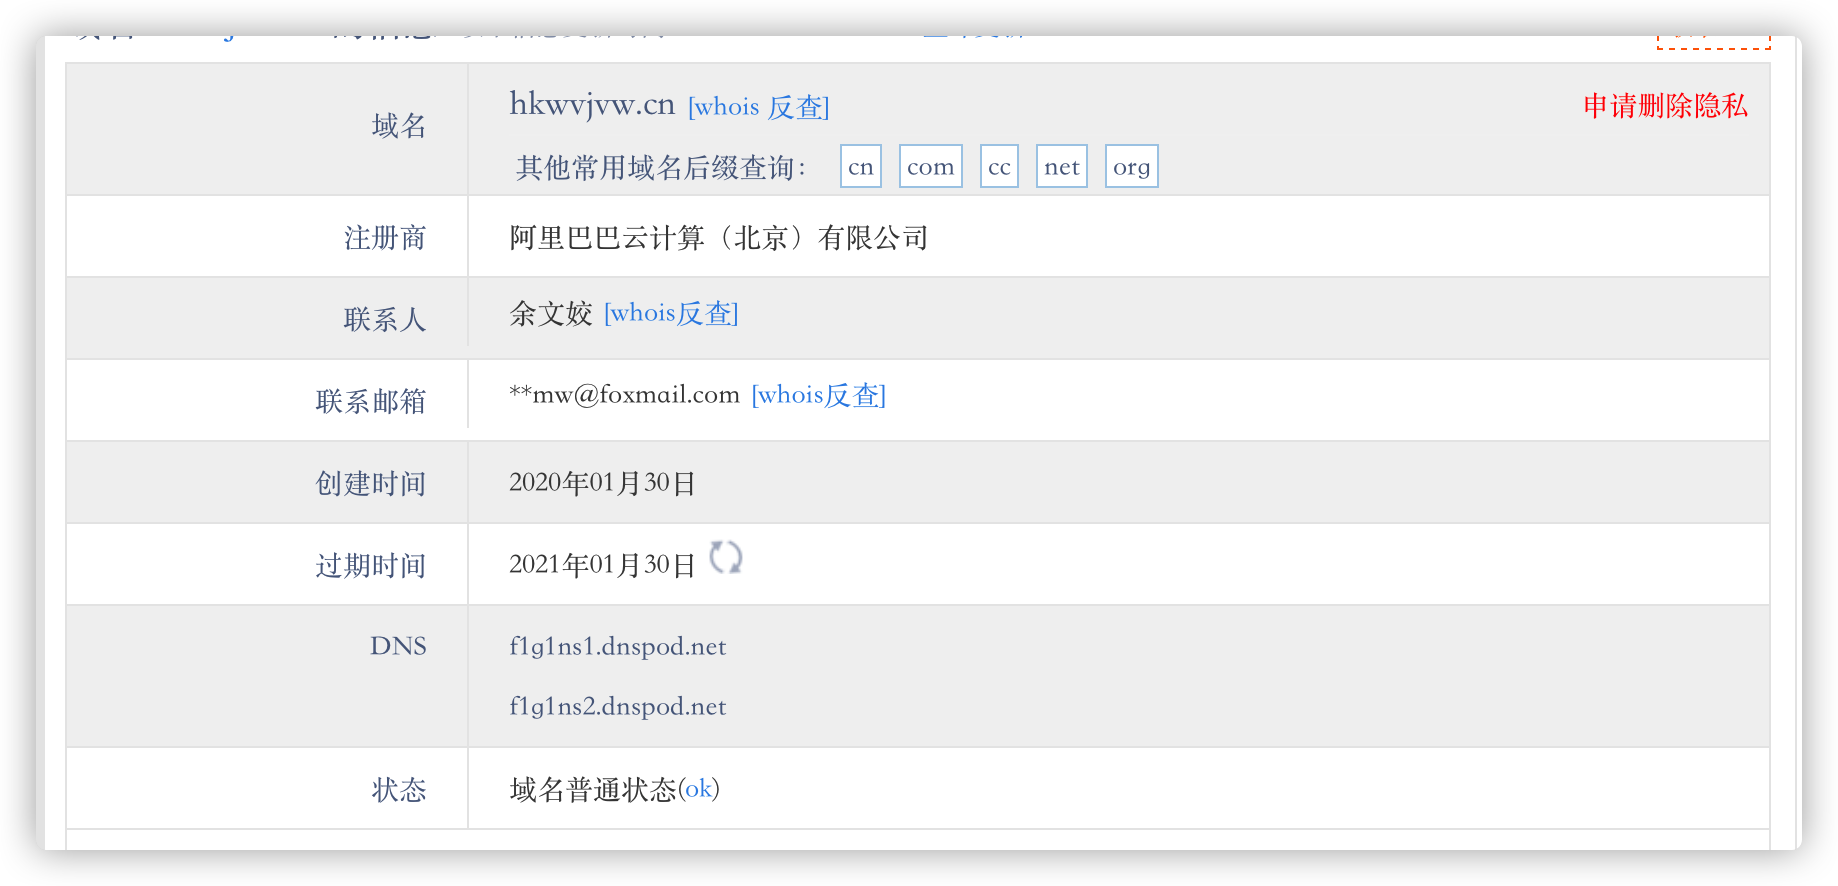 域名
hkwvjvw.cn [whois 反查]
申请删除隐私
其他常用域名后缀查询： cn com cc net org
注册商
阿里巴巴云计算（北京）有限公司
联系人
余文姣 [whois反查]
联系邮箱
**mw@foxmail.com [whois反查]
创建时间
2020年01月30日
过期时间
2021年01月30日
DNS
f1g1ns1.dnspod.net
f1g1ns2.dnspod.net
状态
域名普通状态(ok)